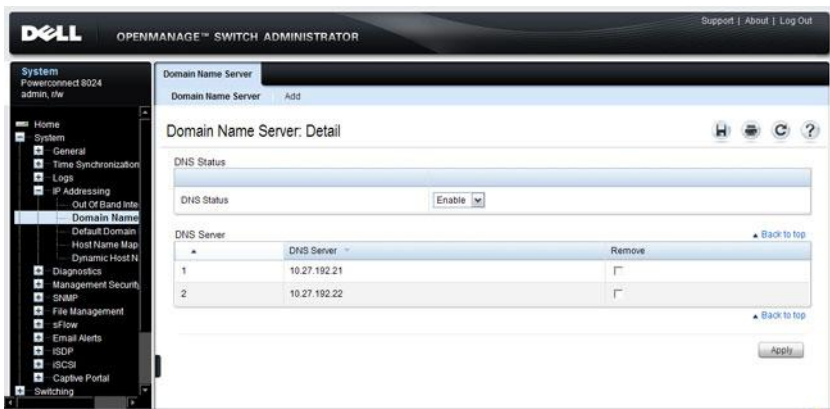 Support | About | Log Out
DELL OPENMANAGE™ SWITCH ADMINISTRATOR
System
Powerconnect 8024
admin, r/w
Home
System
General
Time Synchronization
Logs
IP Addressing
Out Of Band Inte
Domain Name
Default Domain
Host Name Map
Dynamic Host N
Diagnostics
Management Security
SNMP
File Management
sFlow
Email Alerts
ISDP
iSCSI
Captive Portal
Switching
Domain Name Server
Domain Name Server Add
Domain Name Server: Detail
DNS Status
DNS Status Enable
DNS Server Back to top
DNS Server Remove
1 10.27.192.21
2 10.27.192.22
Back to top
Apply